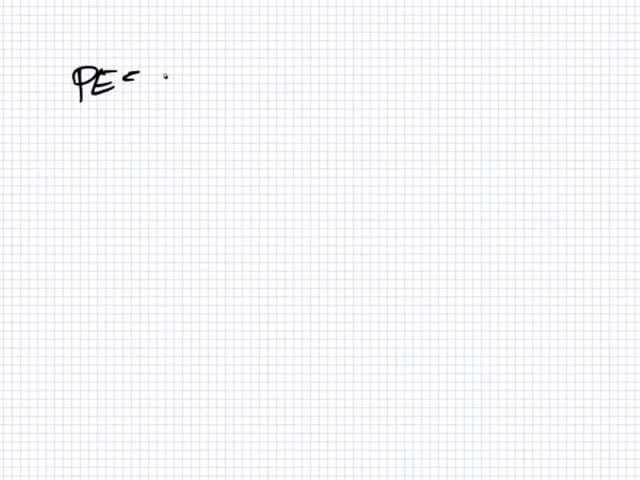 PE =